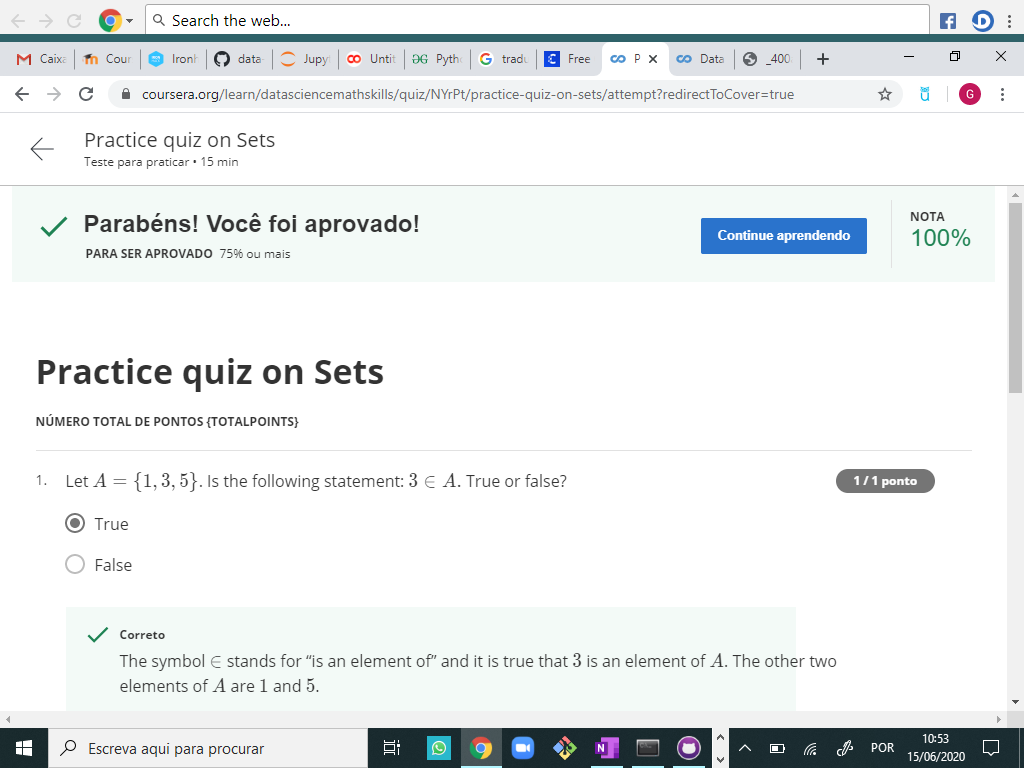 Search the web...
Caixa Cour Ironh data- Jupy Untit Pyth tradu Free P Data _400
coursera.org/learn/datasciencemathskills/quiz/NYrPt/practice-quiz-on-sets/attempt?redirectToCover=true
G
Practice quiz on Sets
Teste para praticar • 15 min
Parabéns! Você foi aprovado!
PARA SER APROVADO 75% ou mais
Continue aprendendo
NOTA
100%
Practice quiz on Sets
NÚMERO TOTAL DE PONTOS {TOTALPOINTS}
1. Let A = {1, 3, 5}. Is the following statement: 3 ∈ A. True or false?
1 / 1 ponto
True
False
Correto
The symbol ∈ stands for “is an element of” and it is true that 3 is an element of A. The other two
elements of A are 1 and 5.
Escreva aqui para procurar
POR
10:53
15/06/2020